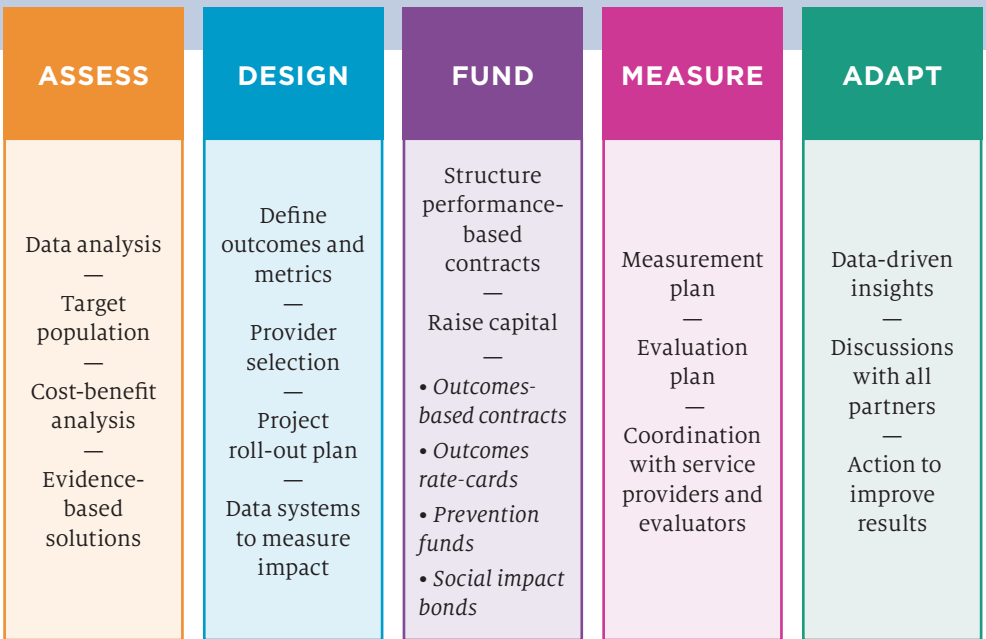 ASSESS
Data analysis
—
Target
population
—
Cost-benefit
analysis
—
Evidence-
based
solutions
DESIGN
Define
outcomes and
metrics
—
Provider
selection
—
Project
roll-out plan
—
Data systems
to measure
impact
FUND
Structure
performance-
based
contracts
—
Raise capital
—
• Outcomes-
based contracts
• Outcomes
rate-cards
• Prevention
funds
• Social impact
bonds
MEASURE
Measurement
plan
—
Evaluation
plan
—
Coordination
with service
providers and
evaluators
ADAPT
Data-driven
insights
—
Discussions
with all
partners
—
Action to
improve
results